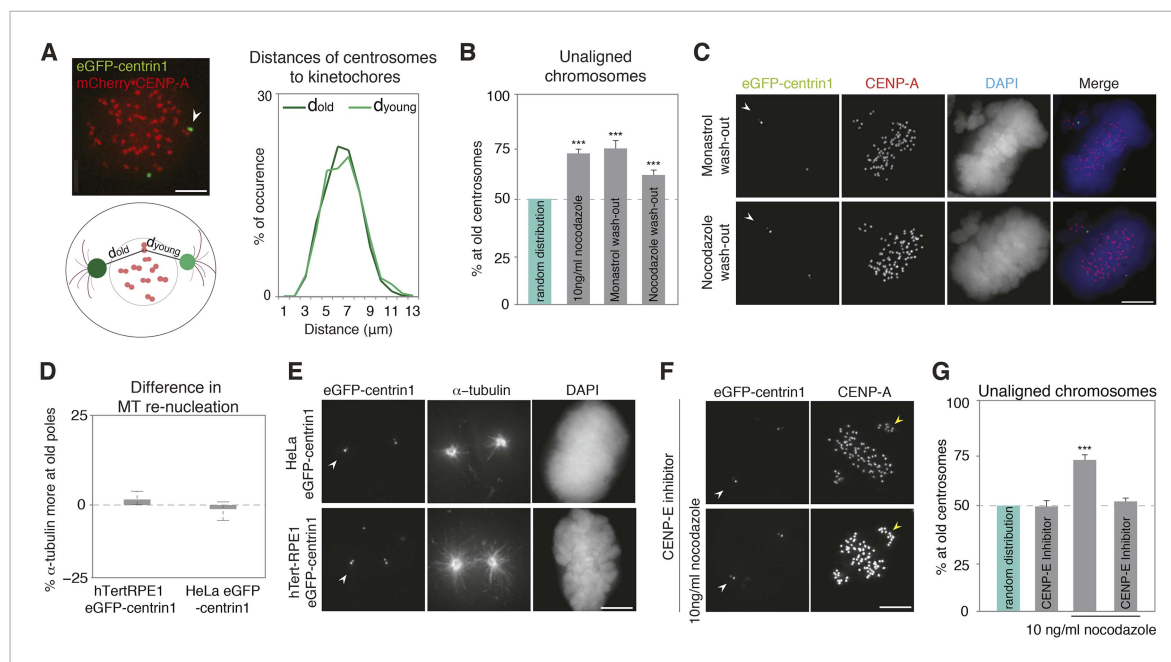 A
eGFP-centrin1
mCherry•CENP-A
dold
dyoung
Distances of centrosomes
to kinetochores
30
dold
dyoung
% of occurence
0
1
3
5
7
9
11
13
Distance (μm)
B
Unaligned
chromosomes
100
75
50
25
0
% at old centrosomes
***
***
***
random distribution
10ng/ml nocodazole
Monastrol wash-out
Nocodazole wash-out
C
eGFP-centrin1
CENP-A
DAPI
Merge
Monastrol
wash-out
Nocodazole
wash-out
D
Difference in
MT re-nucleation
25
0
−25
% α-tubulin more at old poles
hTertRPE1
eGFP-centrin1
HeLa eGFP
-centrin1
E
eGFP-centrin1
α-tubulin
DAPI
HeLa
eGFP-centrin1
hTert-RPE1
eGFP-centrin1
F
eGFP-centrin1
CENP-A
CENP-E inhibitor
10ng/ml nocodazole
G
Unaligned chromosomes
100
75
50
25
0
% at old centrosomes
***
random distribution
CENP-E Inhibitor
CENP-E Inhibitor
10 ng/ml nocodazole